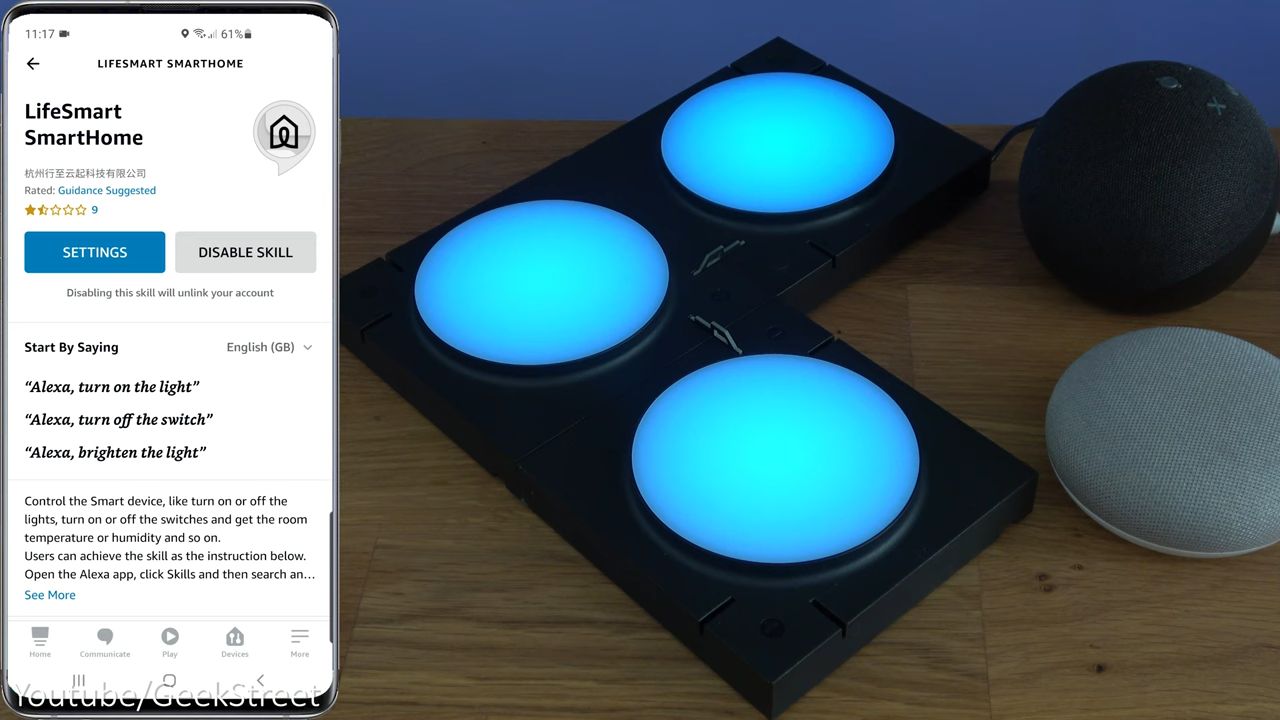 11:17
61%
LIFESMART SMARTHOME
LifeSmart
SmartHome
杭州行至云起科技有限公司
Rated: Guidance Suggested
9
SETTINGS
DISABLE SKILL
Disabling this skill will unlink your account
Start By Saying
English (GB)
“Alexa, turn on the light”
“Alexa, turn off the switch”
“Alexa, brighten the light”
Control the Smart device, like turn on or off the
lights, turn on or off the switches and get the room
temperature or humidity and so on.
Users can achieve the skill as the instruction below.
Open the Alexa app, click Skills and then search an…
See More
Home
Communicate
Play
Devices
More
Youtube/GeekStreet